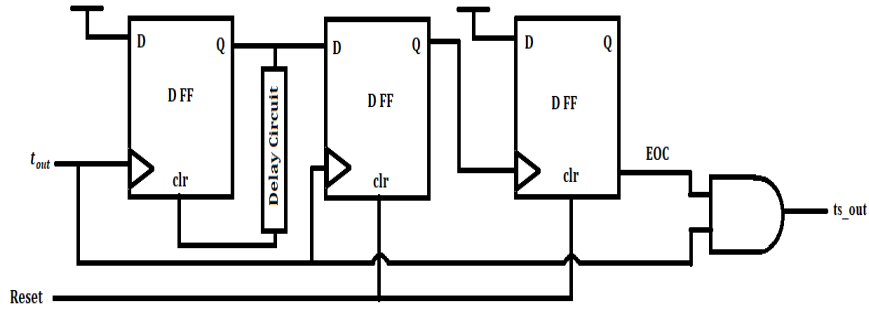 D Q
D FF
clr
Delay Circuit
D Q
D FF
clr
D Q
D FF
clr
t_out
EOC
ts_out
Reset